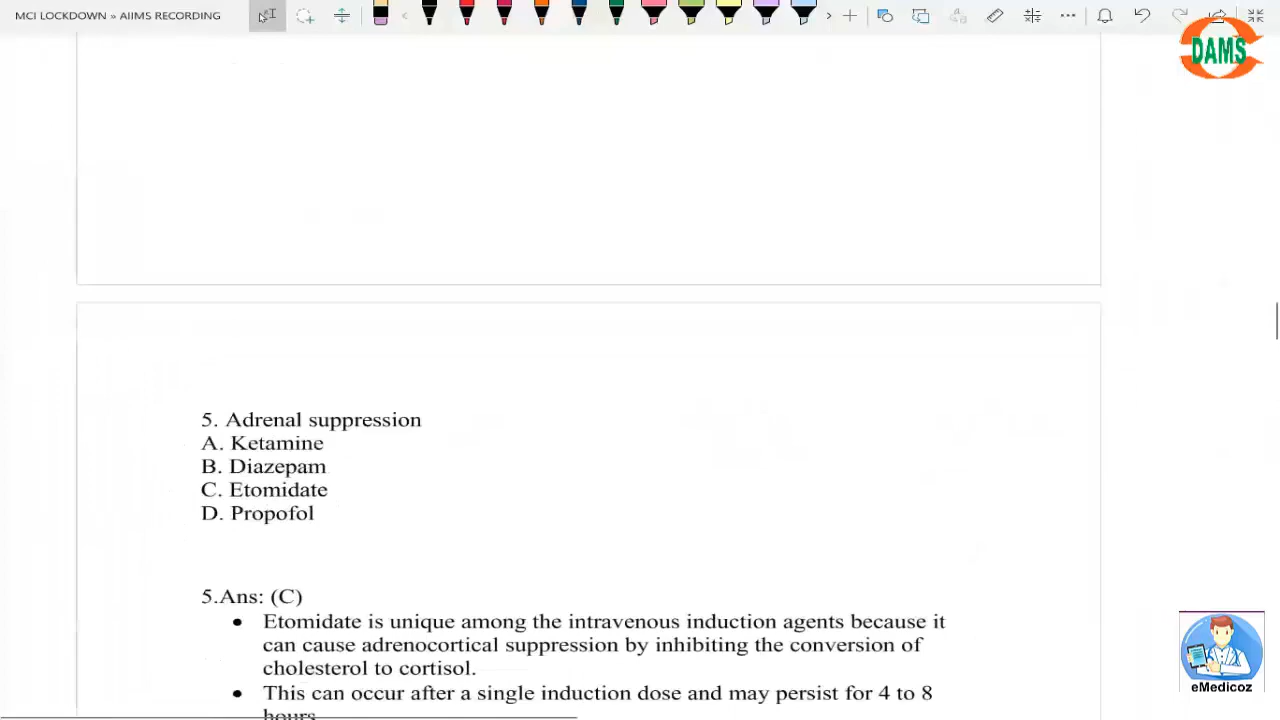 MCI LOCKDOWN » AIIMS RECORDING
DAMS
5. Adrenal suppression
A. Ketamine
B. Diazepam
C. Etomidate
D. Propofol
5.Ans: (C)
• Etomidate is unique among the intravenous induction agents because it
can cause adrenocortical suppression by inhibiting the conversion of
cholesterol to cortisol.
• This can occur after a single induction dose and may persist for 4 to 8
hours
eMedicoz